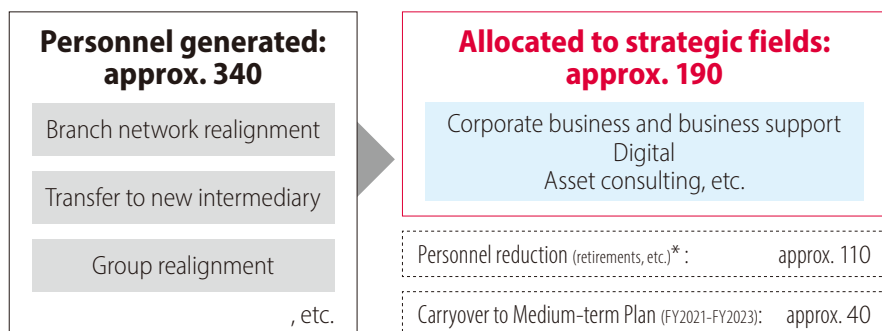 Personnel generated:
approx. 340
Branch network realignment
Transfer to new intermediary
Group realignment
, etc.
Allocated to strategic fields:
approx. 190
Corporate business and business support
Digital
Asset consulting, etc.
Personnel reduction (retirements, etc.)* : approx. 110
Carryover to Medium-term Plan (FY2021-FY2023): approx. 40